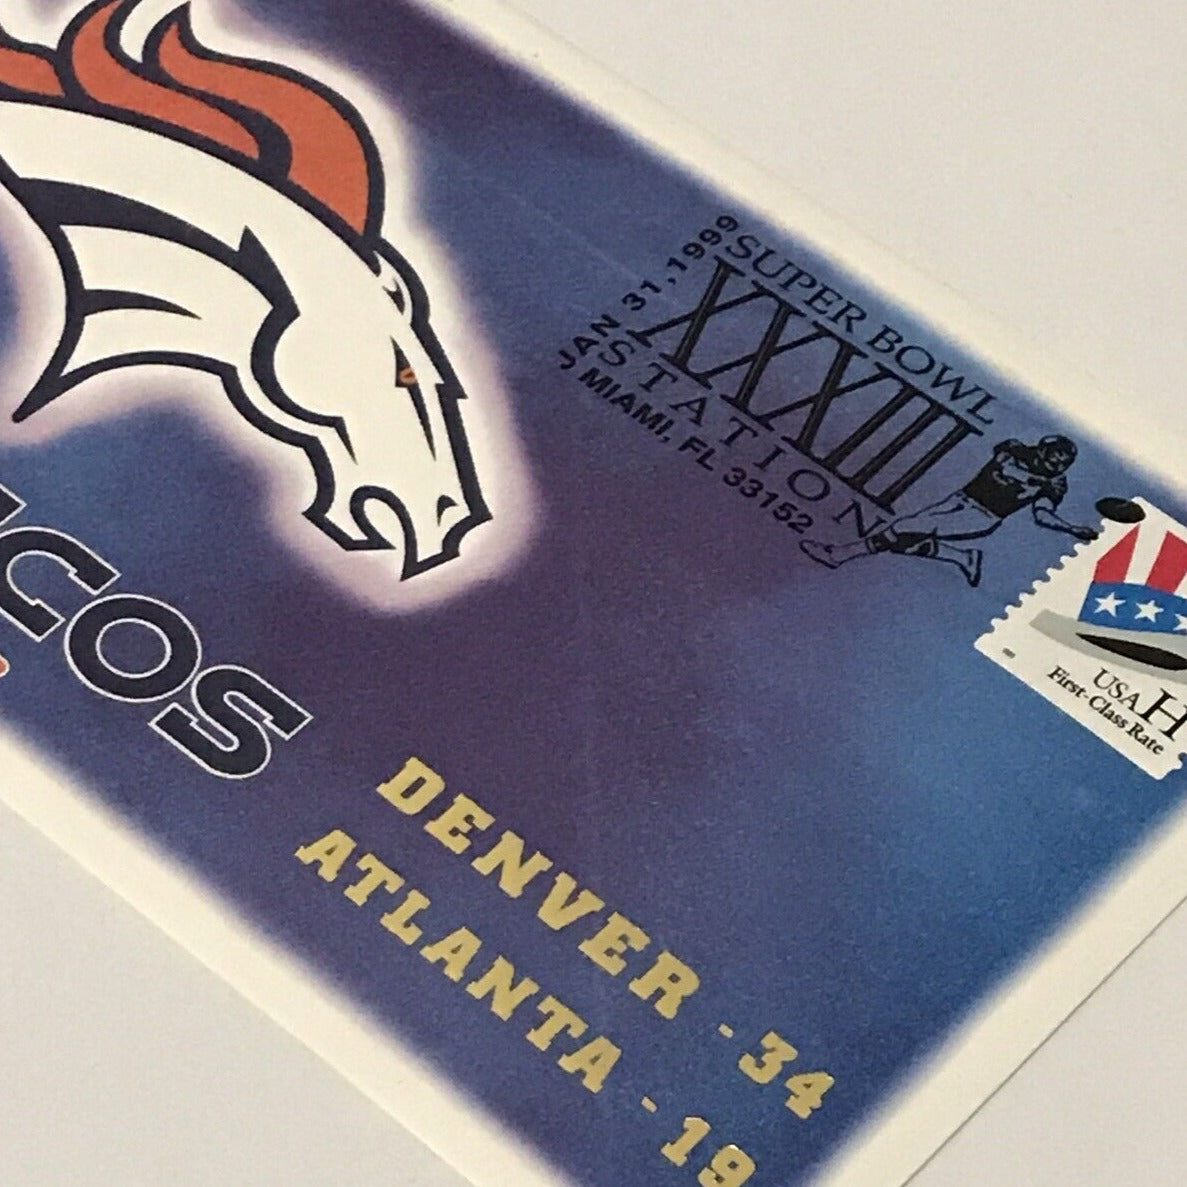 JAN 31, 1999
SUPER BOWL
XXXIII
STATION
MIAMI, FL 33152
USA H
First-Class Rate
DENVER - 34
ATLANTA - 19